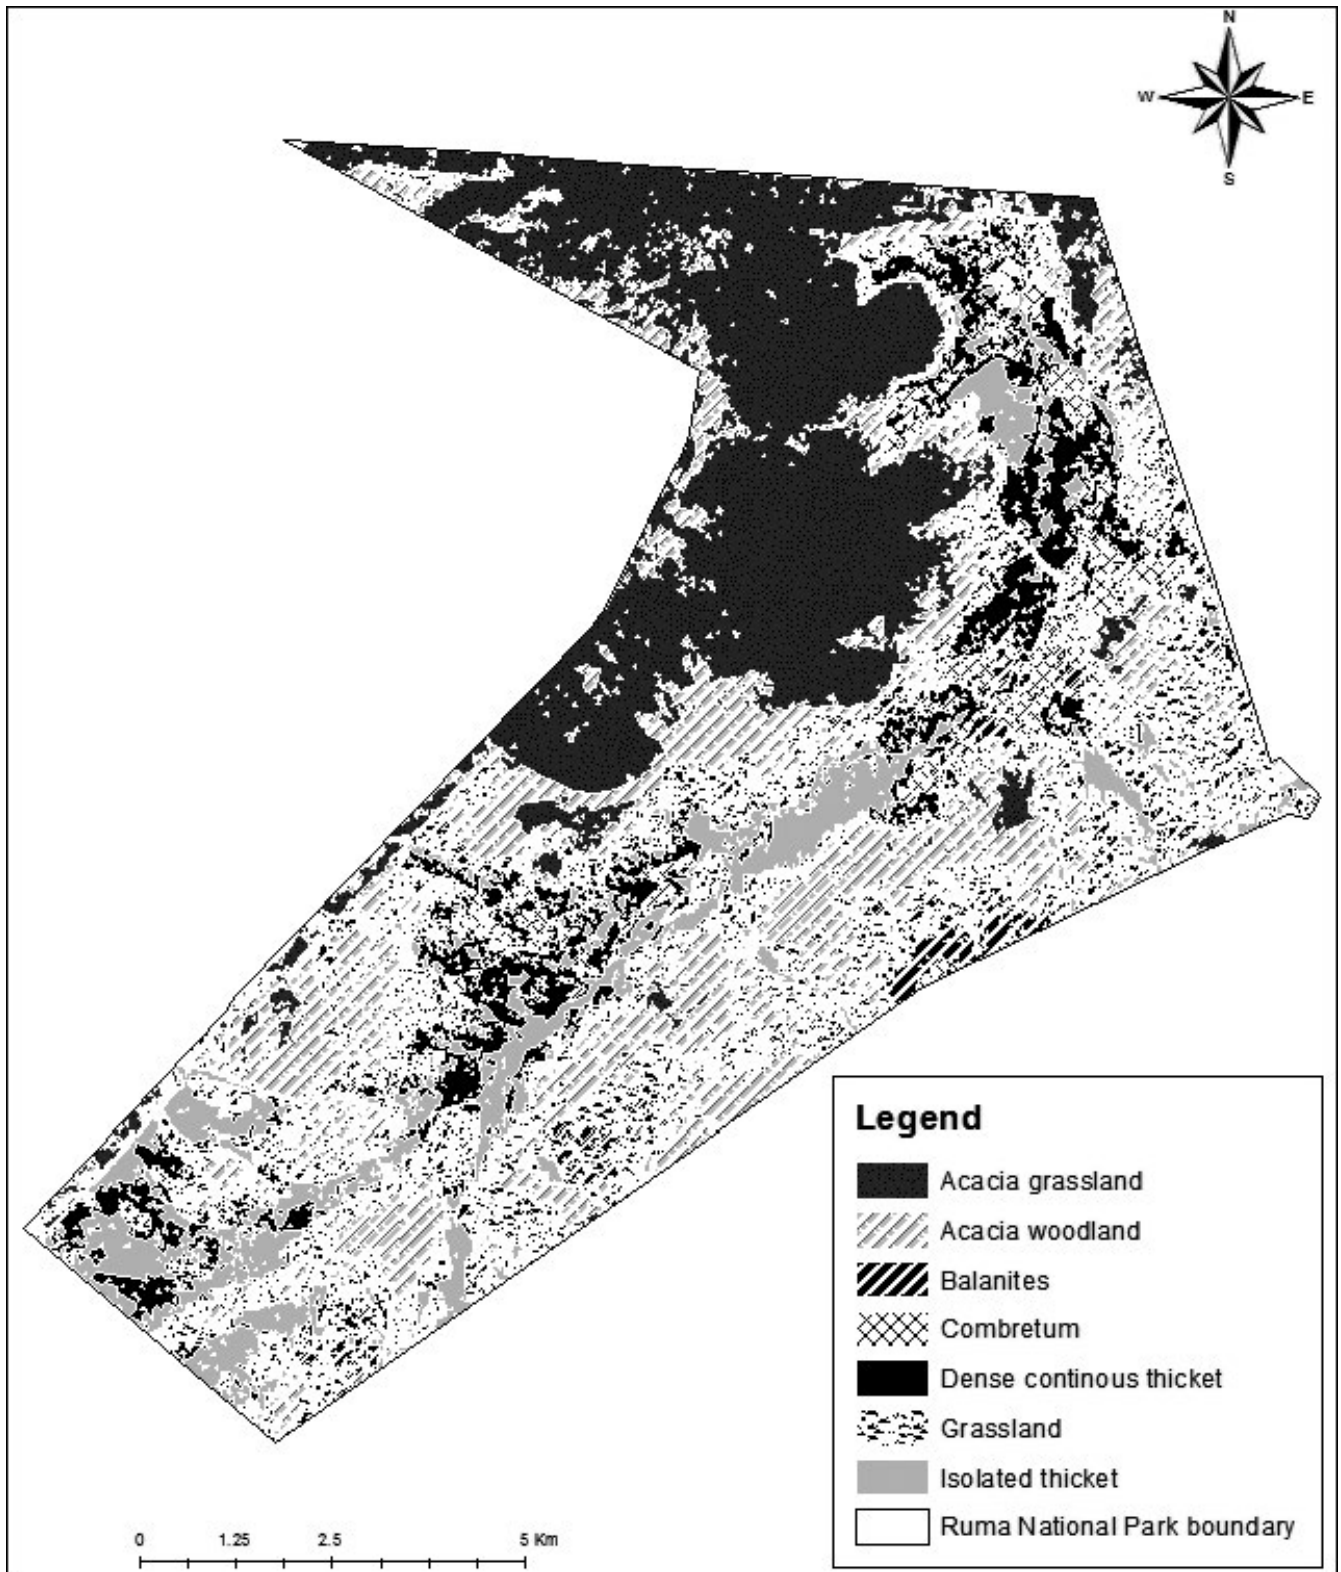 N
W E
S
Legend
Acacia grassland
Acacia woodland
Balanites
Combretum
Dense continous thicket
Grassland
Isolated thicket
Ruma National Park boundary
0 1.25 2.5 5 Km